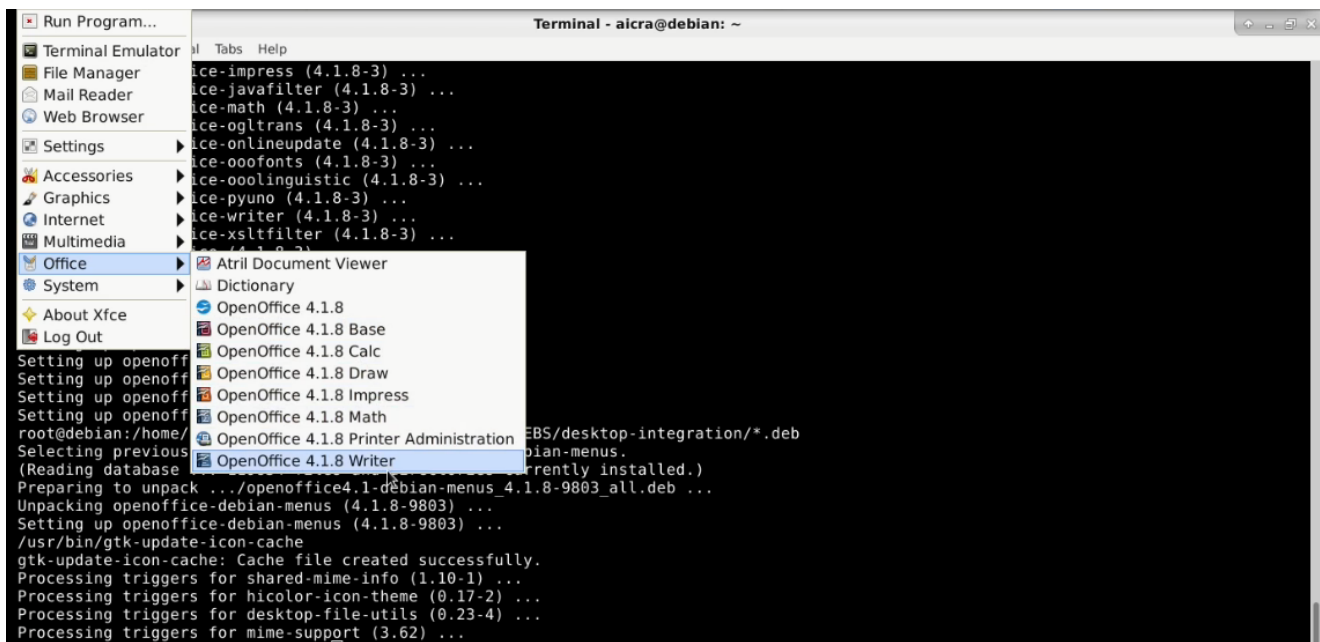 Terminal - aicra@debian: ~
Run Program...
Terminal Emulator
File Manager
Mail Reader
Web Browser
Settings
Accessories
Graphics
Internet
Multimedia
Office
System
About Xfce
Log Out
Tabs Help
ice-impress (4.1.8-3) ...
ice-javafilter (4.1.8-3) ...
ice-math (4.1.8-3) ...
ice-ogltrans (4.1.8-3) ...
ice-onlineupdate (4.1.8-3) ...
ice-ooofonts (4.1.8-3) ...
ice-ooolinguistic (4.1.8-3) ...
ice-pyuno (4.1.8-3) ...
ice-writer (4.1.8-3) ...
ice-xsltfilter (4.1.8-3) ...
Atril Document Viewer
Dictionary
OpenOffice 4.1.8
OpenOffice 4.1.8 Base
OpenOffice 4.1.8 Calc
OpenOffice 4.1.8 Draw
OpenOffice 4.1.8 Impress
OpenOffice 4.1.8 Math
OpenOffice 4.1.8 Printer Administration
OpenOffice 4.1.8 Writer
Setting up openoff
Setting up openoff
Setting up openoff
Setting up openoff
root@debian:/home/ EBS/desktop-integration/*.deb
Selecting previous bian-menus.
(Reading database rrently installed.)
Preparing to unpack .../openoffice4.1-debian-menus_4.1.8-9803_all.deb ...
Unpacking openoffice-debian-menus (4.1.8-9803) ...
Setting up openoffice-debian-menus (4.1.8-9803) ...
/usr/bin/gtk-update-icon-cache
gtk-update-icon-cache: Cache file created successfully.
Processing triggers for shared-mime-info (1.10-1) ...
Processing triggers for hicolor-icon-theme (0.17-2) ...
Processing triggers for desktop-file-utils (0.23-4) ...
Processing triggers for mime-support (3.62) ...